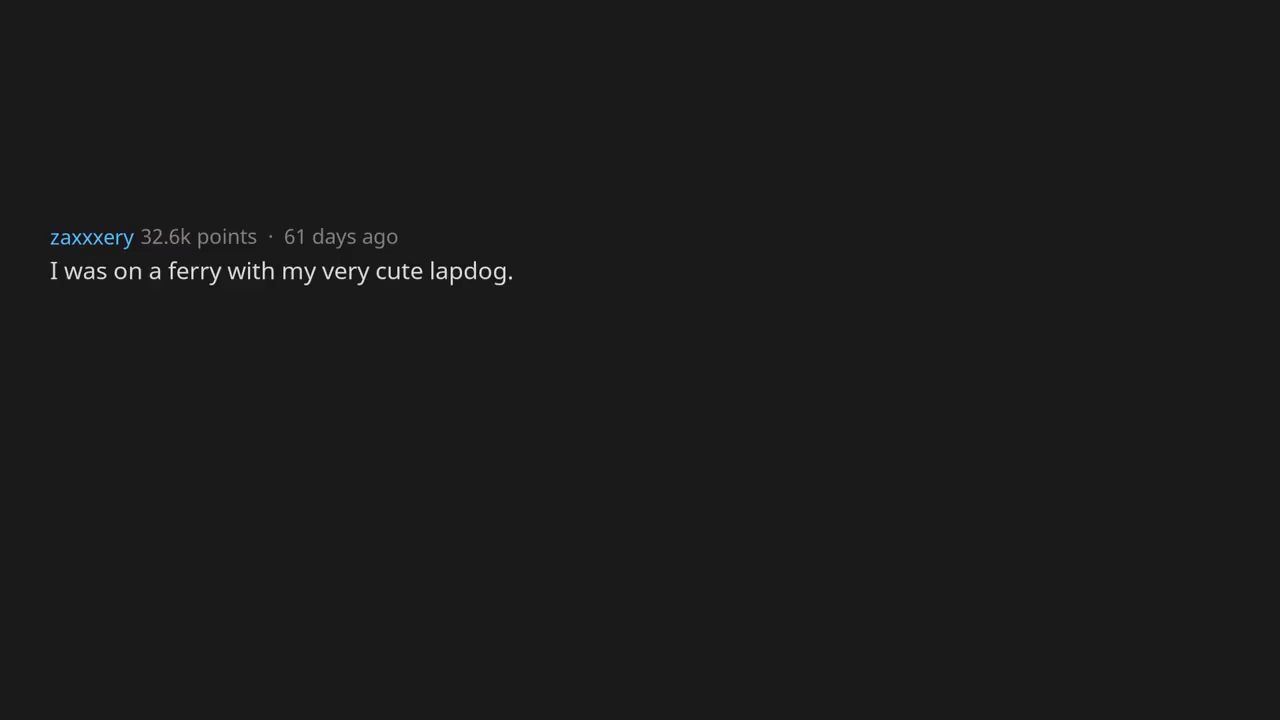 zaxxxery 32.6k points · 61 days ago
I was on a ferry with my very cute lapdog.